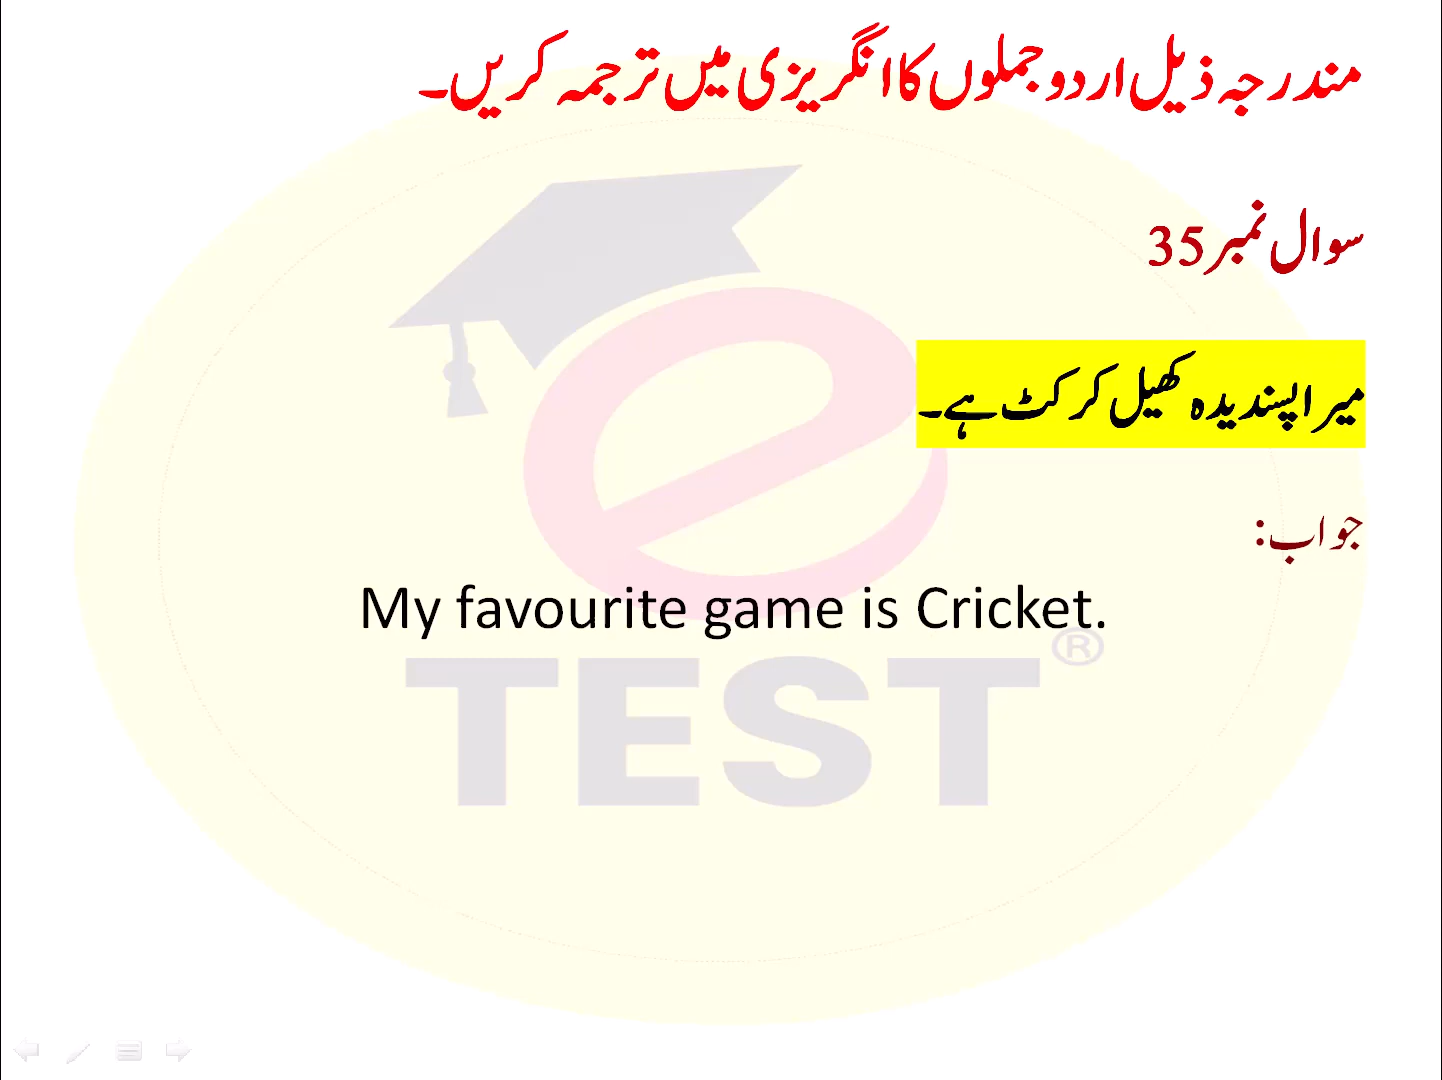 مندرجہ ذیل اردو جملوں کا انگریزی میں ترجمہ کریں۔
سوال نمبر 35
میرا پسندیدہ کھیل کرکٹ ہے۔
جواب:
My favourite game is Cricket.
e
TEST®